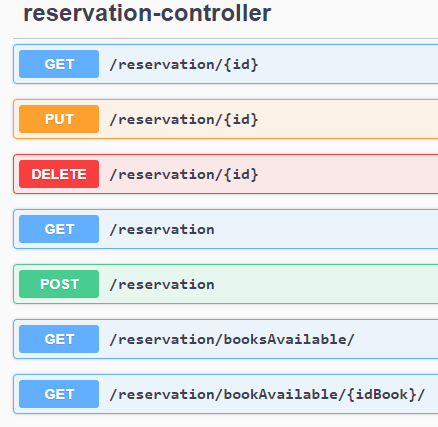 reservation-controller
GET /reservation/{id}
PUT /reservation/{id}
DELETE /reservation/{id}
GET /reservation
POST /reservation
GET /reservation/booksAvailable/
GET /reservation/bookAvailable/{idBook}/